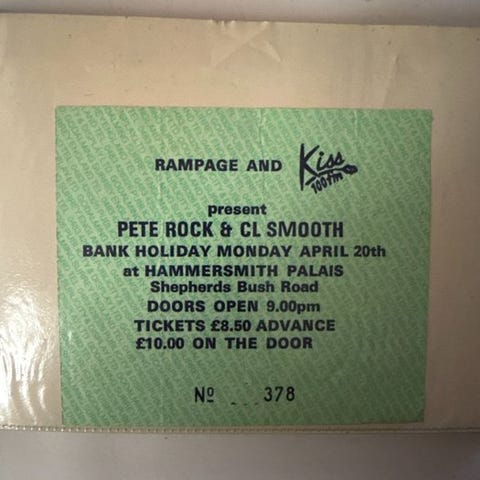 RAMPAGE AND Kiss 100fm
present
PETE ROCK & CL SMOOTH
BANK HOLIDAY MONDAY APRIL 20th
at HAMMERSMITH PALAIS
Shepherds Bush Road
DOORS OPEN 9.00pm
TICKETS £8.50 ADVANCE
£10.00 ON THE DOOR
Nº 378